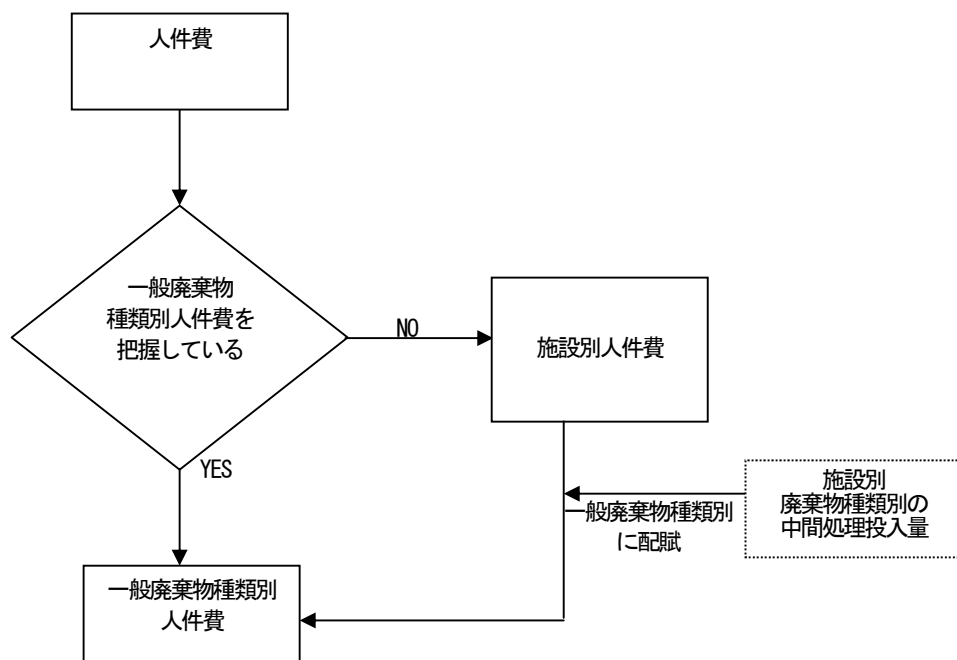 人件費
一般廃棄物
種類別人件費を
把握している
NO
施設別人件費
YES
施設別
廃棄物種類別の
中間処理投入量
一般廃棄物種類別
に配賦
一般廃棄物種類別
人件費